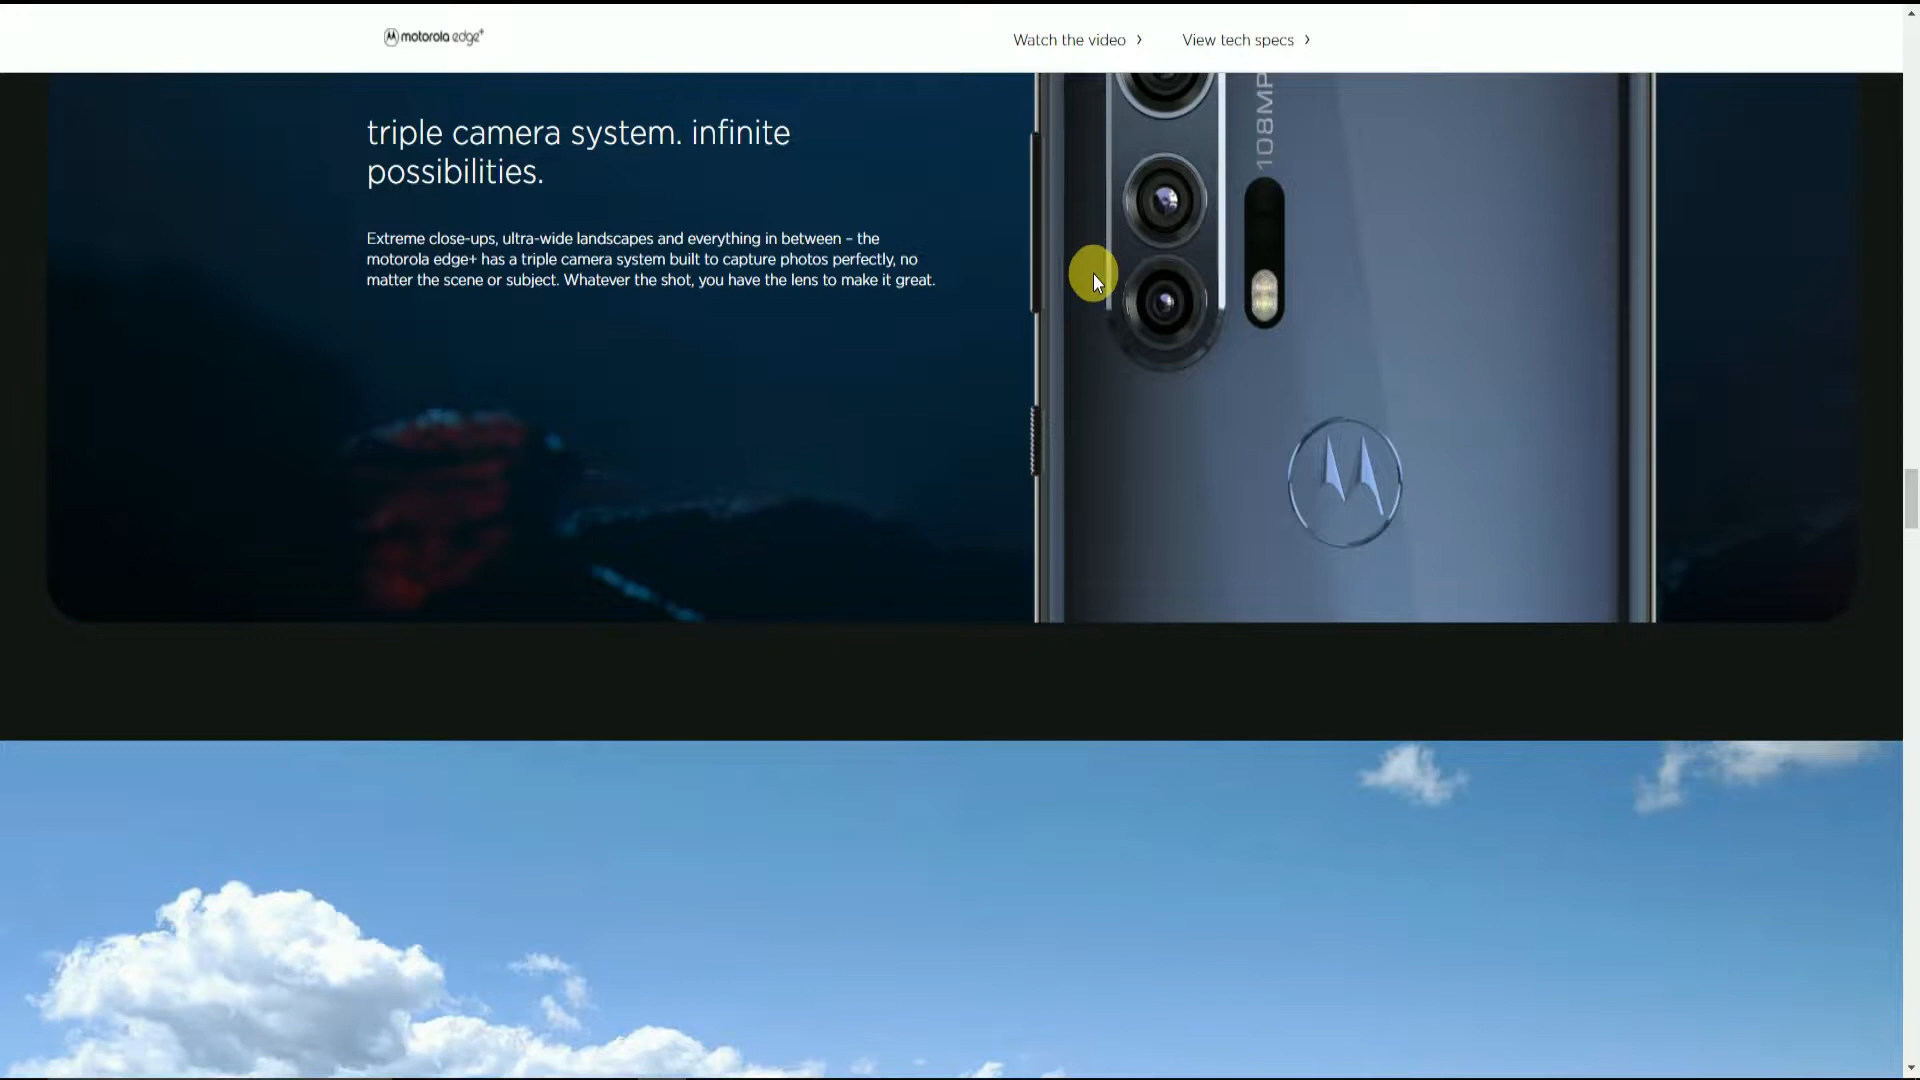 motorola edge+
Watch the video
View tech specs
triple camera system. infinite
possibilities.
Extreme close-ups, ultra-wide landscapes and everything in between – the
motorola edge+ has a triple camera system built to capture photos perfectly, no
matter the scene or subject. Whatever the shot, you have the lens to make it great.
108MP